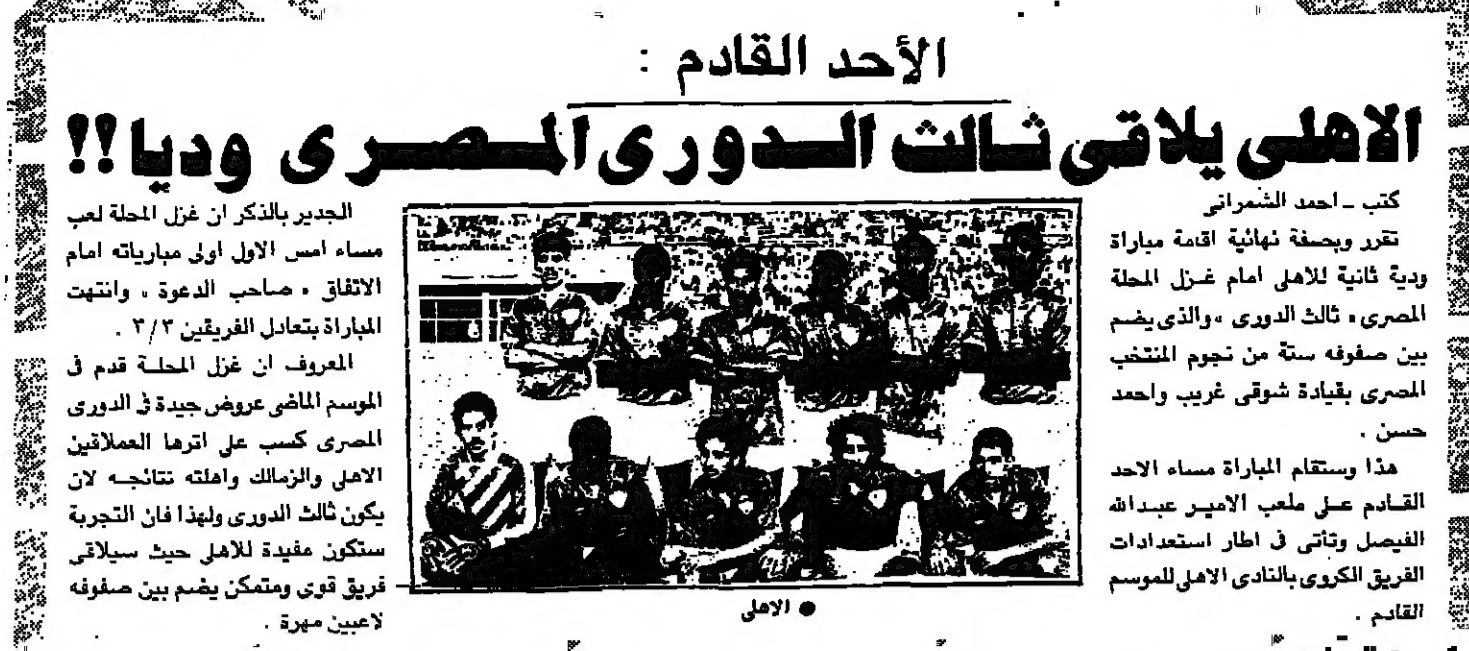 الأحد القادم :
الاهلى يلاقى ثالث الدورى المصرى وديا!!
كتب ـ احمد الشمرانى
تقرر وبصفة نهائية اقامة مباراة
ودية ثانية للاهلى امام غزل المحلة
المصرى « ثالث الدورى » والذى يضم
بين صفوفه ستة من نجوم المنتخب
المصرى بقيادة شوقى غريب واحمد
حسن .
هذا وستقام المباراة مساء الاحد
القادم على ملعب الامير عبدالله
الفيصل وتأتى فى اطار استعدادات
الفريق الكروى بالنادى الاهلى للموسم
القادم .
الجدير بالذكر ان غزل المحلة لعب
مساء امس الاول اولى مبارياته امام
الاتفاق « صاحب الدعوة » وانتهت
المباراة بتعادل الفريقين ٣/٣ .
المعروف ان غزل المحلة قدم فى
الموسم الماضى عروض جيدة فى الدورى
المصرى كسب على اثرها العملاقين
الاهلى والزمالك واهلته نتائجه لان
يكون ثالث الدورى ولهذا فان التجربة
ستكون مفيدة للاهلى حيث سيلاقى
فريق قوى ومتمكن يضم بين صفوفه
لاعبين مهرة .
● الاهلى